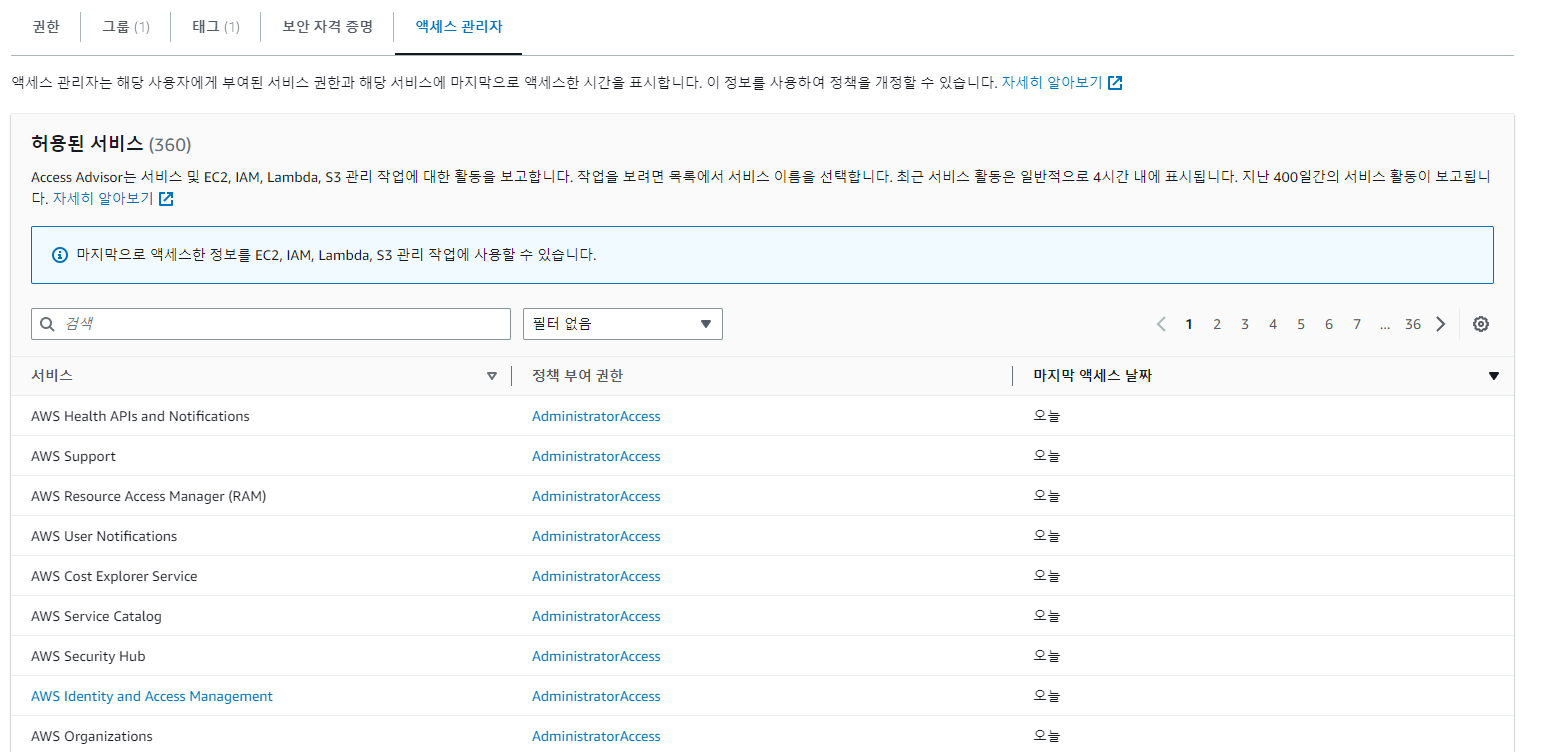 권한 그룹 (1) 태그 (1) 보안 자격 증명 액세스 관리자
액세스 관리자는 해당 사용자에게 부여된 서비스 권한과 해당 서비스에 마지막으로 액세스한 시간을 표시합니다. 이 정보를 사용하여 정책을 개정할 수 있습니다. 자세히 알아보기
허용된 서비스 (360)
Access Advisor는 서비스 및 EC2, IAM, Lambda, S3 관리 작업에 대한 활동을 보고합니다. 작업을 보려면 목록에서 서비스 이름을 선택합니다. 최근 서비스 활동은 일반적으로 4시간 내에 표시됩니다. 지난 400일간의 서비스 활동이 보고됩니
다. 자세히 알아보기
마지막으로 액세스한 정보를 EC2, IAM, Lambda, S3 관리 작업에 사용할 수 있습니다.
검색 필터 없음 1 2 3 4 5 6 7 ... 36
서비스 정책 부여 권한 마지막 액세스 날짜
AWS Health APIs and Notifications AdministratorAccess 오늘
AWS Support AdministratorAccess 오늘
AWS Resource Access Manager (RAM) AdministratorAccess 오늘
AWS User Notifications AdministratorAccess 오늘
AWS Cost Explorer Service AdministratorAccess 오늘
AWS Service Catalog AdministratorAccess 오늘
AWS Security Hub AdministratorAccess 오늘
AWS Identity and Access Management AdministratorAccess 오늘
AWS Organizations AdministratorAccess 오늘